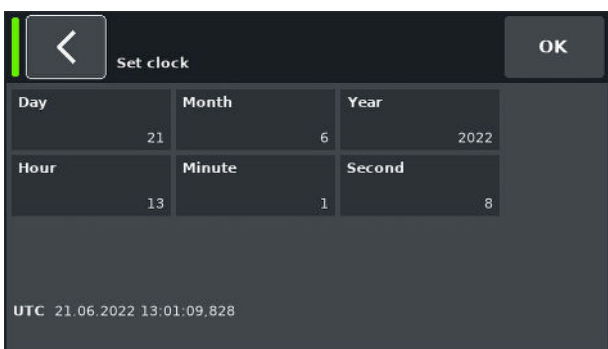 Set clock
OK
Day Month Year
21 6 2022
Hour Minute Second
13 1 8
UTC 21.06.2022 13:01:09,828